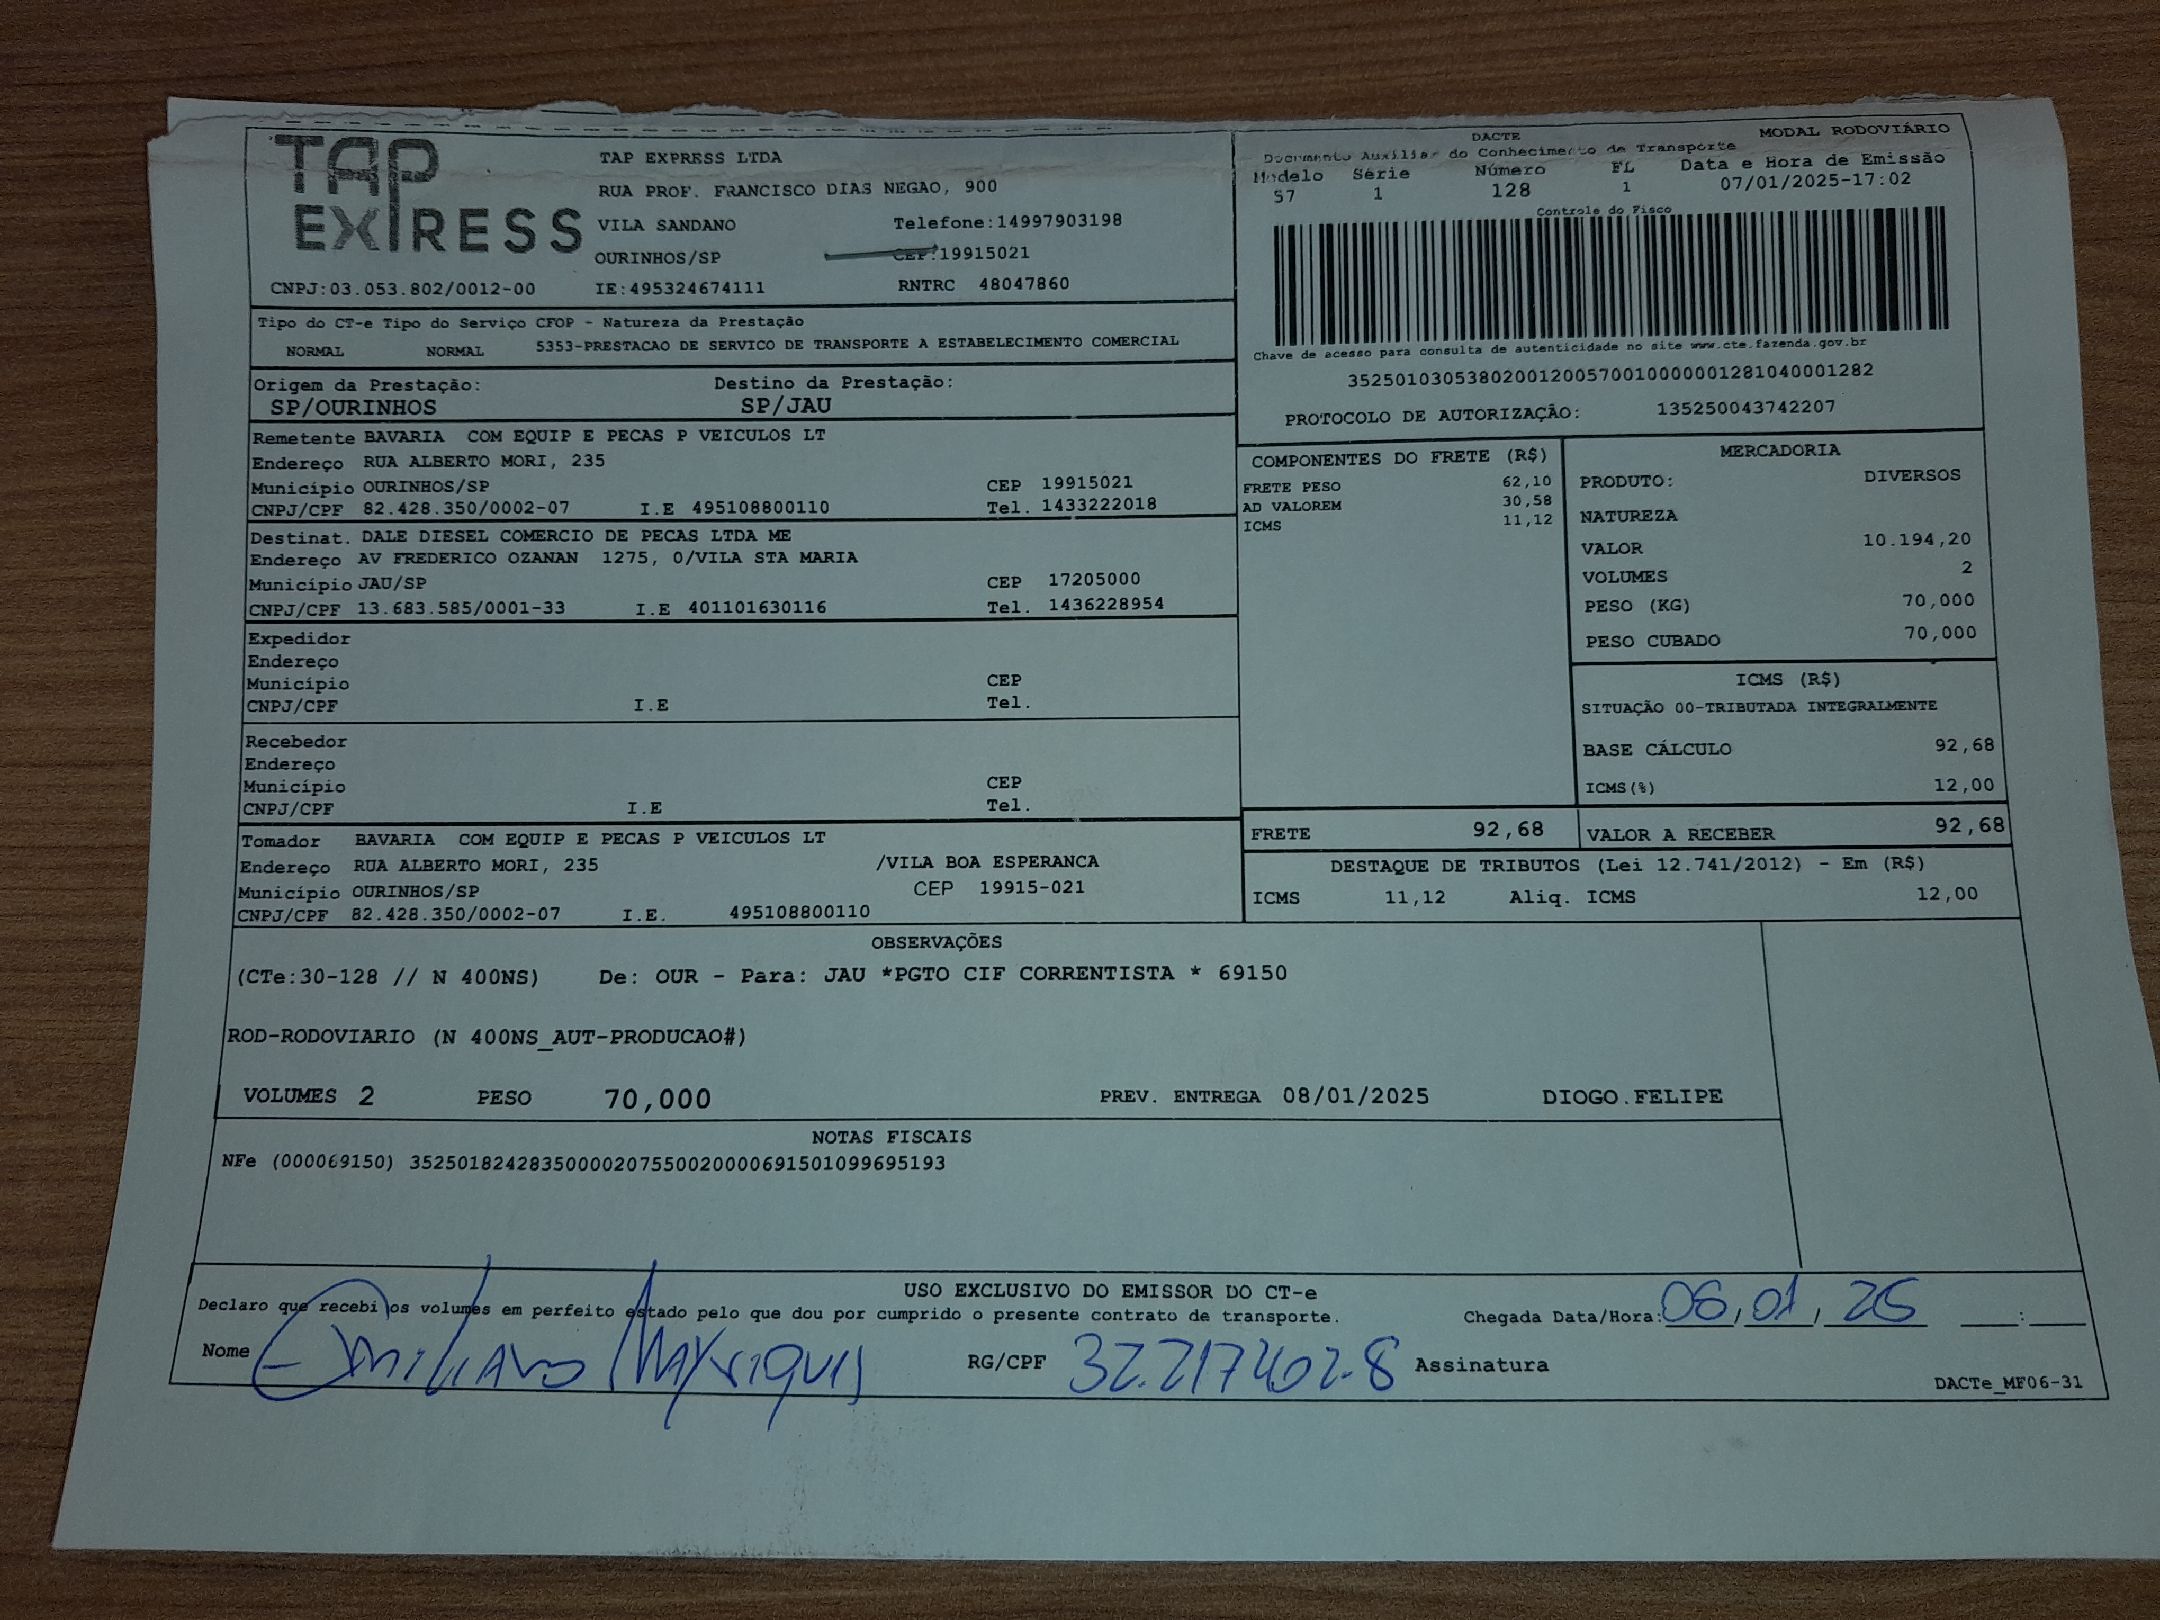 TAP EXPRESS
TAP EXPRESS LTDA
RUA PROF. FRANCISCO DIAS NEGAO, 900
VILA SANDANO Telefone:14997903198
OURINHOS/SP CEP:19915021
CNPJ:03.053.802/0012-00 IE:495324674111 RNTRC 48047860
DACTE MODAL RODOVIÁRIO
Documento Auxiliar do Conhecimento de Transporte
Modelo Série Número FL Data e Hora de Emissão
57 1 128 1 07/01/2025-17:02
Controle do Fisco
Chave de acesso para consulta de autenticidade no site www.cte.fazenda.gov.br
35250103053802001200570010000001281040001282
PROTOCOLO DE AUTORIZAÇÃO: 135250043742207
Tipo do CT-e Tipo do Serviço CFOP - Natureza da Prestação
NORMAL NORMAL 5353-PRESTACAO DE SERVICO DE TRANSPORTE A ESTABELECIMENTO COMERCIAL
Origem da Prestação: Destino da Prestação:
SP/OURINHOS SP/JAU
Remetente BAVARIA COM EQUIP E PECAS P VEICULOS LT
Endereço RUA ALBERTO MORI, 235
Município OURINHOS/SP CEP 19915021
CNPJ/CPF 82.428.350/0002-07 I.E 495108800110 Tel. 1433222018
Destinat. DALE DIESEL COMERCIO DE PECAS LTDA ME
Endereço AV FREDERICO OZANAN 1275, 0/VILA STA MARIA
Município JAU/SP CEP 17205000
CNPJ/CPF 13.683.585/0001-33 I.E 401101630116 Tel. 1436228954
Expedidor
Endereço
Município CEP
CNPJ/CPF I.E Tel.
Recebedor
Endereço
Município CEP
CNPJ/CPF I.E Tel.
Tomador BAVARIA COM EQUIP E PECAS P VEICULOS LT
Endereço RUA ALBERTO MORI, 235 /VILA BOA ESPERANCA
Município OURINHOS/SP CEP 19915-021
CNPJ/CPF 82.428.350/0002-07 I.E. 495108800110
COMPONENTES DO FRETE (R$)
FRETE PESO 62,10
AD VALOREM 30,58
ICMS 11,12
MERCADORIA
PRODUTO: DIVERSOS
NATUREZA
VALOR 10.194,20
VOLUMES 2
PESO (KG) 70,000
PESO CUBADO 70,000
ICMS (R$)
SITUAÇÃO 00-TRIBUTADA INTEGRALMENTE
BASE CÁLCULO 92,68
ICMS(%) 12,00
FRETE 92,68 VALOR A RECEBER 92,68
DESTAQUE DE TRIBUTOS (Lei 12.741/2012) - Em (R$)
ICMS 11,12 Aliq. ICMS 12,00
OBSERVAÇÕES
(CTe:30-128 // N 400NS) De: OUR - Para: JAU *PGTO CIF CORRENTISTA * 69150
ROD-RODOVIARIO (N 400NS_AUT-PRODUCAO#)
VOLUMES 2 PESO 70,000 PREV. ENTREGA 08/01/2025 DIOGO.FELIPE
NOTAS FISCAIS
NFe (000069150) 35250182428350000207550020000691501099695193
USO EXCLUSIVO DO EMISSOR DO CT-e
Declaro que recebi os volumes em perfeito estado pelo que dou por cumprido o presente contrato de transporte. Chegada Data/Hora: 08,01,25 :
Nome Emiliano RG/CPF 32.217402-8 Assinatura
DACTe_MF06-31